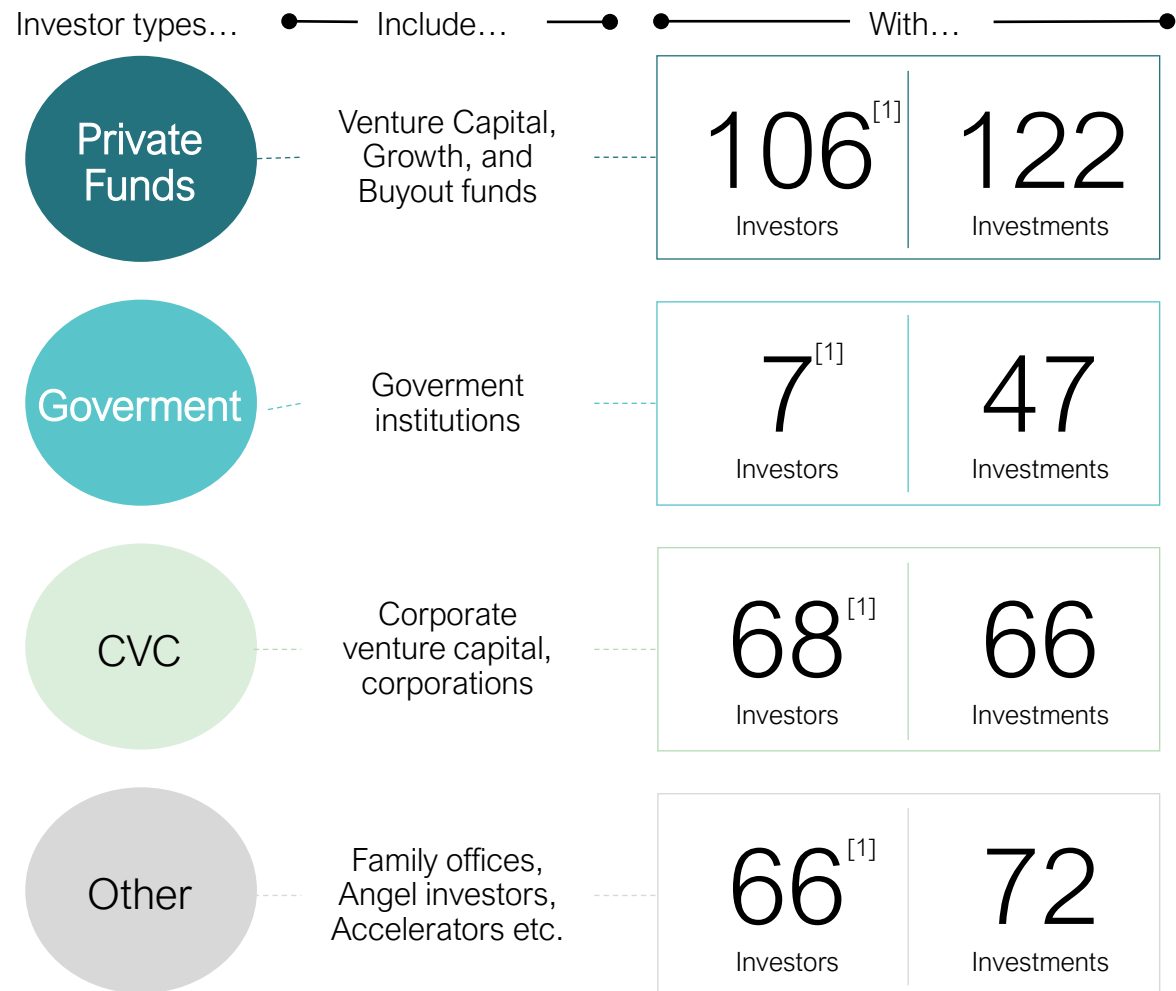 Investor types…
Include…
With…
Private
Funds
Venture Capital,
Growth, and
Buyout funds
106[1]
Investors
122
Investments
Goverment
Goverment
institutions
7[1]
Investors
47
Investments
CVC
Corporate
venture capital,
corporations
68[1]
Investors
66
Investments
Other
Family offices,
Angel investors,
Accelerators etc.
66[1]
Investors
72
Investments